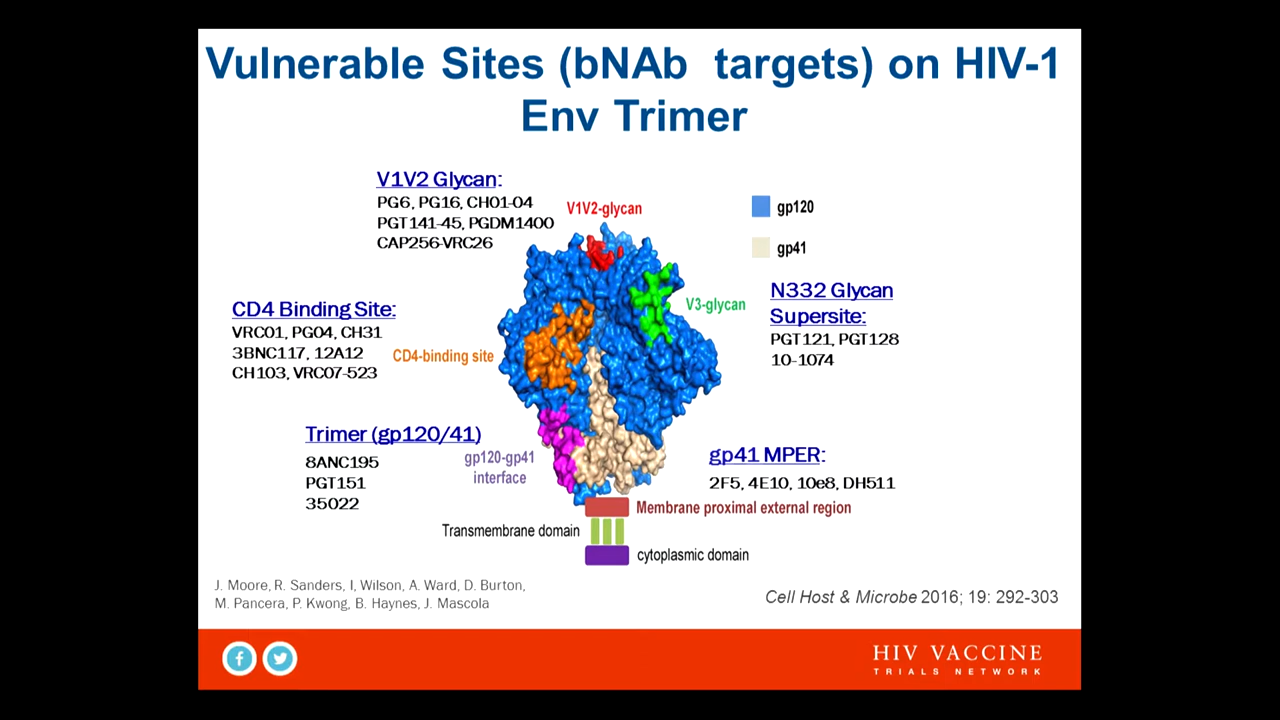 Vulnerable Sites (bNAb targets) on HIV-1
Env Trimer
V1V2 Glycan:
PG6, PG16, CH01-04
PGT141-45, PGDM1400
CAP256-VRC26
V1V2-glycan
gp120
gp41
CD4 Binding Site:
VRC01, PG04, CH31
3BNC117, 12A12
CH103, VRC07-523
CD4-binding site
V3-glycan
N332 Glycan
Supersite:
PGT121, PGT128
10-1074
Trimer (gp120/41)
8ANC195
PGT151
35022
gp120-gp41
interface
gp41 MPER:
2F5, 4E10, 10e8, DH511
Membrane proximal external region
Transmembrane domain
cytoplasmic domain
J. Moore, R. Sanders, I, Wilson, A. Ward, D. Burton,
M. Pancera, P. Kwong, B. Haynes, J. Mascola
Cell Host & Microbe 2016; 19: 292-303
HIV VACCINE
TRIALS NETWORK